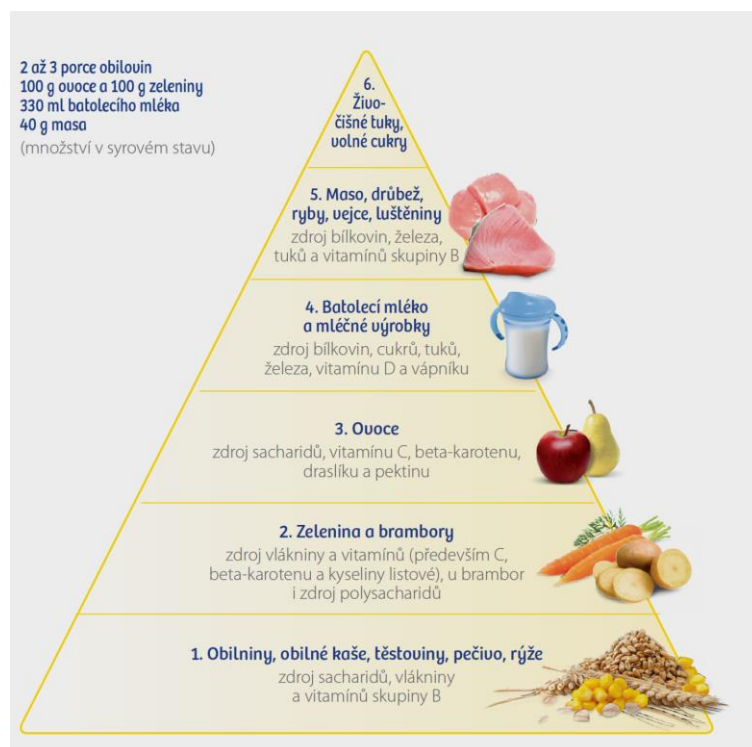 2 až 3 porce obilovin
100 g ovoce a 100 g zeleniny
330 ml batolecího mléka
40 g masa
(množství v syrovém stavu)
6.
Živo-
čišné tuky,
volné cukry
5. Maso, drůbež,
ryby, vejce, luštěniny
zdroj bílkovin, železa,
tuků a vitamínů skupiny B
4. Batolecí mléko
a mléčné výrobky
zdroj bílkovin, cukrů, tuků,
železa, vitamínu D a vápníku
3. Ovoce
zdroj sacharidů, vitamínu C, beta-karotenu,
draslíku a pektinu
2. Zelenina a brambory
zdroj vlákniny a vitamínů (především C,
beta-karotenu a kyseliny listové), u brambor
i zdroj polysacharidů
1. Obilniny, obilné kaše, těstoviny, pečivo, rýže
zdroj sacharidů, vlákniny
a vitamínů skupiny B